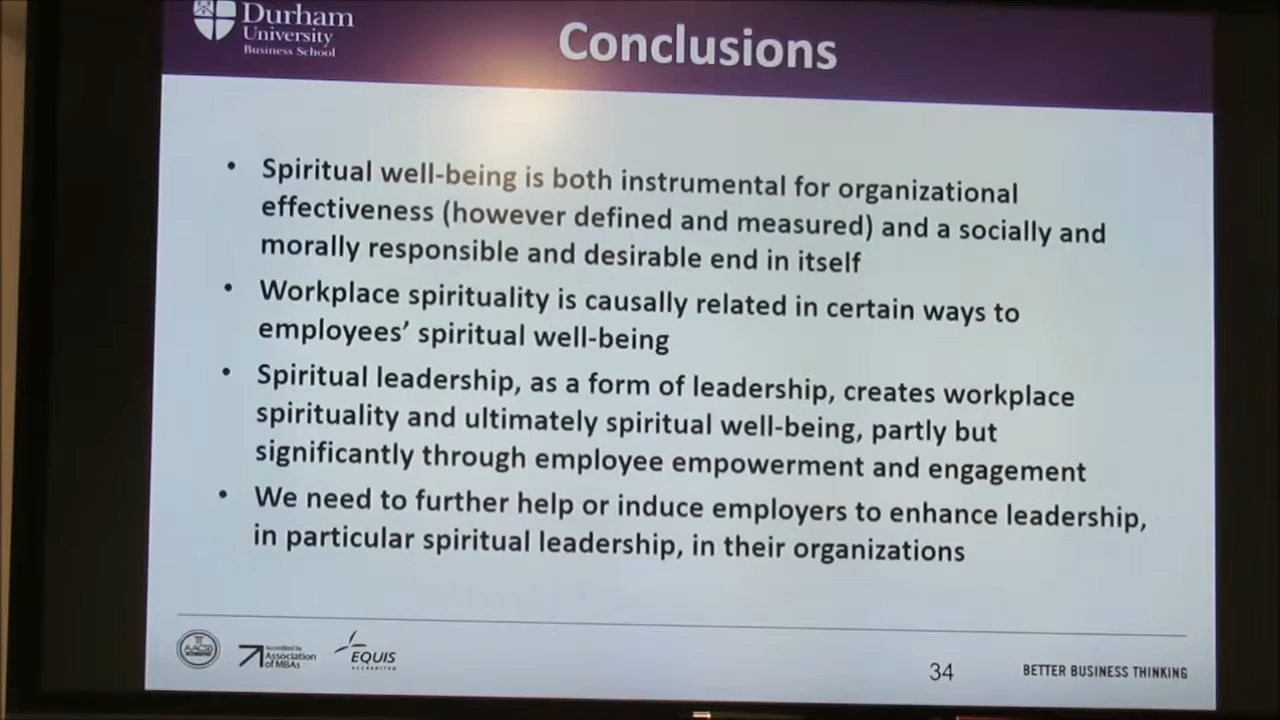 Durham
University
Business School
Conclusions
• Spiritual well-being is both instrumental for organizational
effectiveness (however defined and measured) and a socially and
morally responsible and desirable end in itself
• Workplace spirituality is causally related in certain ways to
employees’ spiritual well-being
• Spiritual leadership, as a form of leadership, creates workplace
spirituality and ultimately spiritual well-being, partly but
significantly through employee empowerment and engagement
• We need to further help or induce employers to enhance leadership,
in particular spiritual leadership, in their organizations
AACSB
Accredited by
Association
of MBAs
EQUIS
ACCREDITED
34
BETTER BUSINESS THINKING